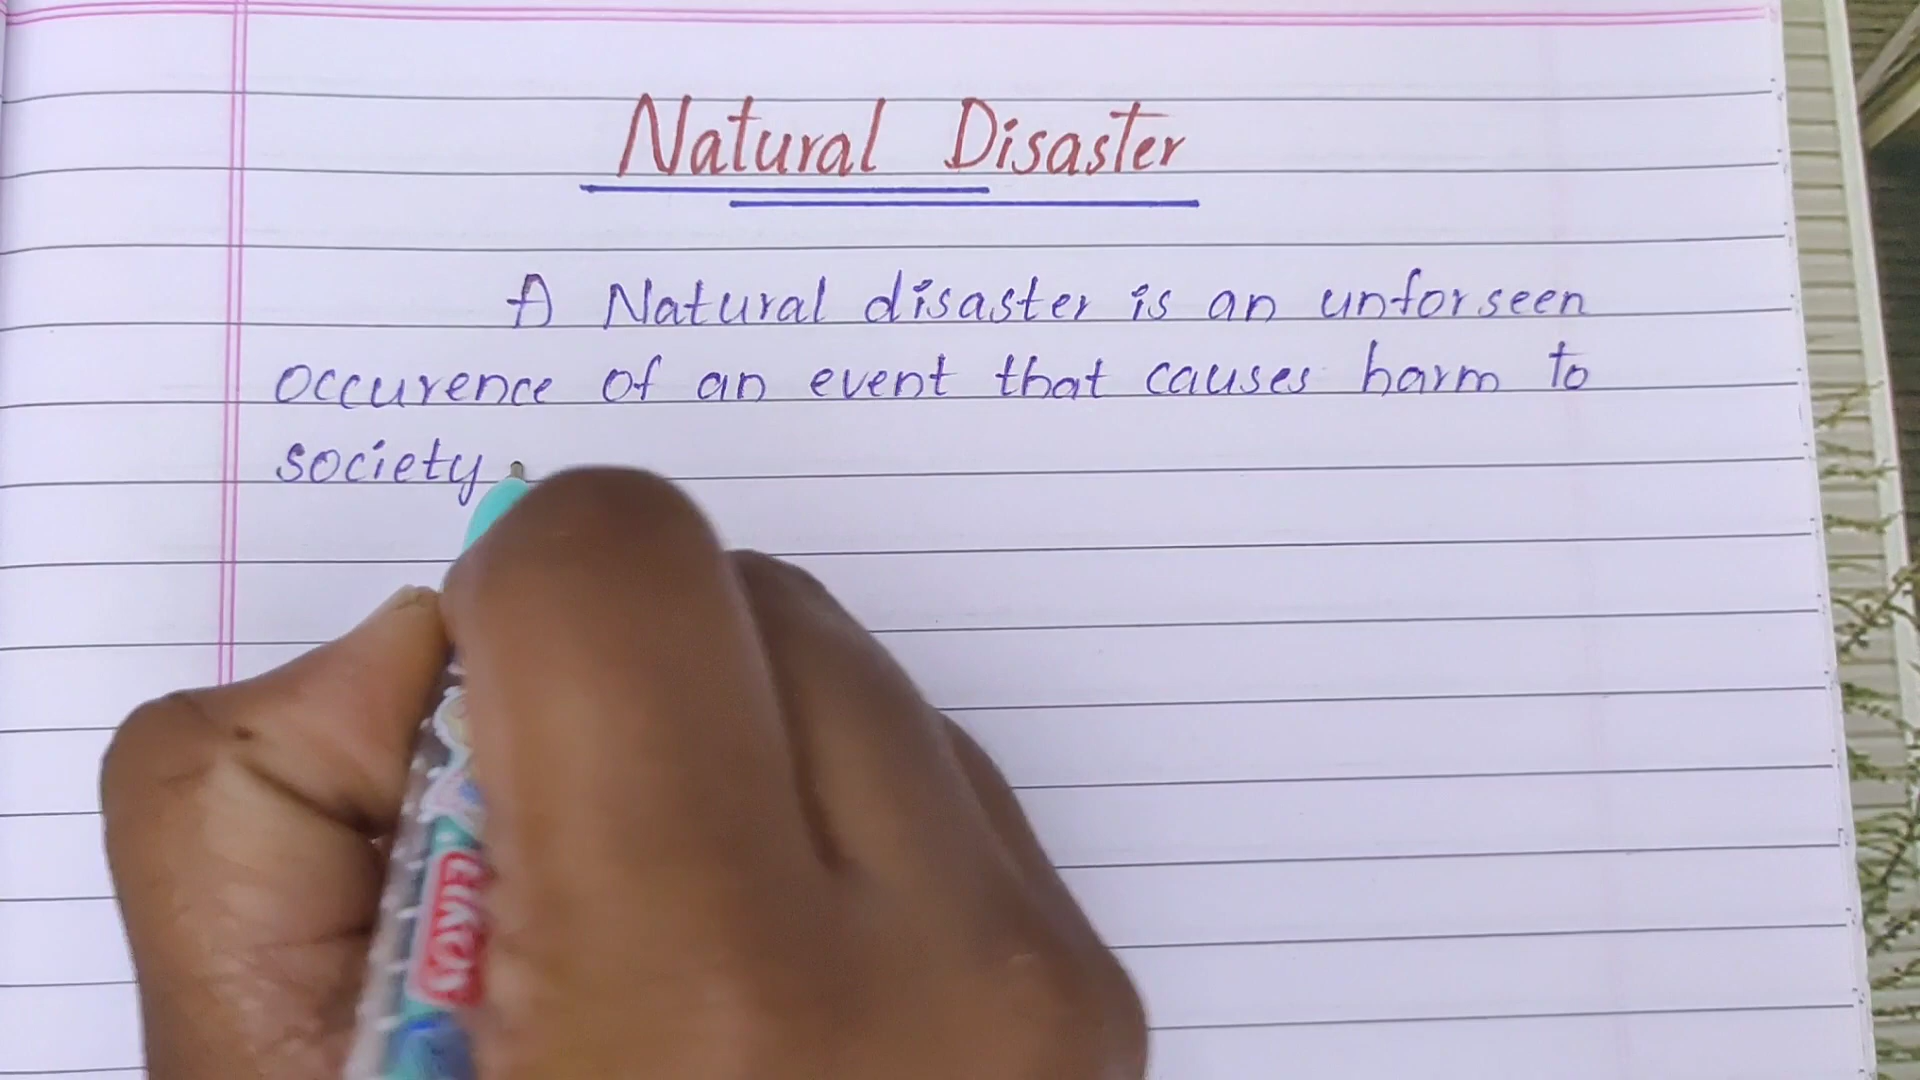 Natural Disaster
A Natural disaster is an unforseen
occurence of an event that causes harm to
society.